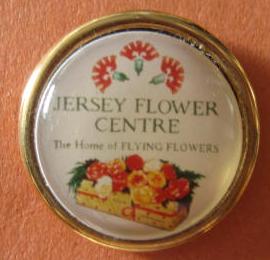 JERSEY FLOWER
CENTRE
The Home of FLYING FLOWERS